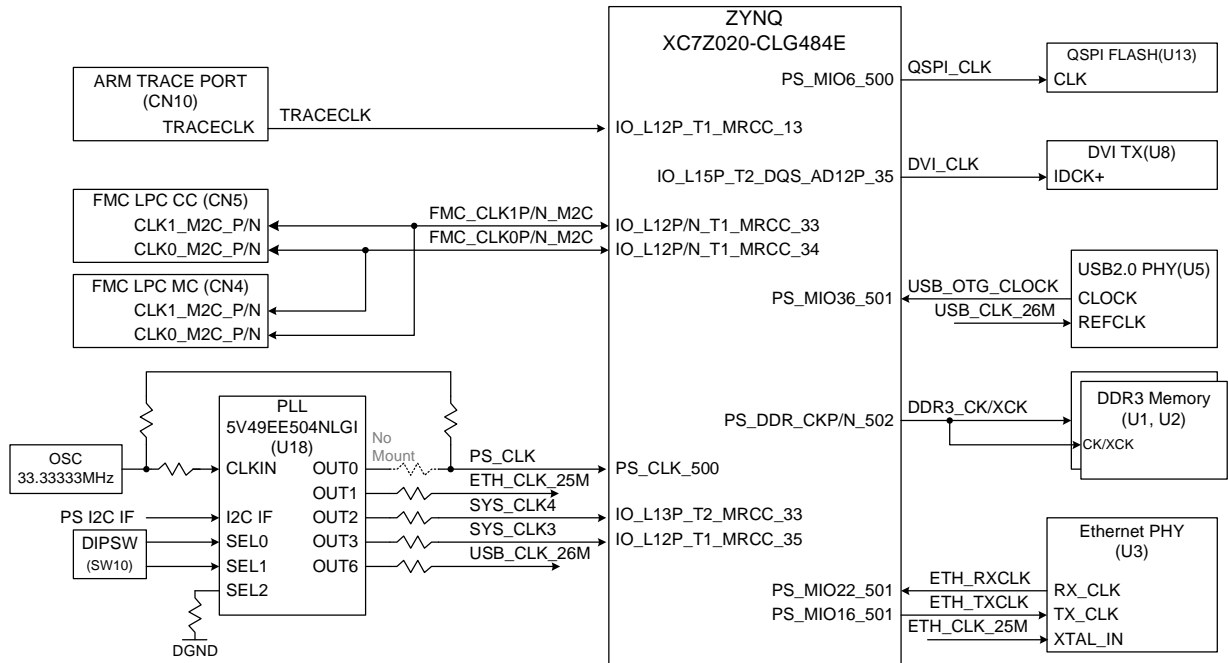 ZYNQ
XC7Z020-CLG484E
ARM TRACE PORT
(CN10)
TRACECLK
TRACECLK
IO_L12P_T1_MRCC_13
FMC LPC CC (CN5)
CLK1_M2C_P/N
CLK0_M2C_P/N
FMC_CLK1P/N_M2C
FMC_CLK0P/N_M2C
IO_L12P/N_T1_MRCC_33
IO_L12P/N_T1_MRCC_34
FMC LPC MC (CN4)
CLK1_M2C_P/N
CLK0_M2C_P/N
PLL
5V49EE504NLGI
(U18)
OSC
33.33333MHz
CLKIN
OUT0
No
Mount
PS_CLK
PS_CLK_500
OUT1
ETH_CLK_25M
PS I2C IF
I2C IF
OUT2
SYS_CLK4
IO_L13P_T2_MRCC_33
DIPSW
(SW10)
SEL0
OUT3
SYS_CLK3
IO_L12P_T1_MRCC_35
SEL1
OUT6
USB_CLK_26M
SEL2
DGND
PS_MIO6_500
QSPI_CLK
QSPI FLASH(U13)
CLK
IO_L15P_T2_DQS_AD12P_35
DVI_CLK
DVI TX(U8)
IDCK+
USB2.0 PHY(U5)
PS_MIO36_501
USB_OTG_CLOCK
CLOCK
USB_CLK_26M
REFCLK
PS_DDR_CKP/N_502
DDR3_CK/XCK
DDR3 Memory
(U1, U2)
CK/XCK
Ethernet PHY
(U3)
PS_MIO22_501
ETH_RXCLK
RX_CLK
PS_MIO16_501
ETH_TXCLK
TX_CLK
ETH_CLK_25M
XTAL_IN